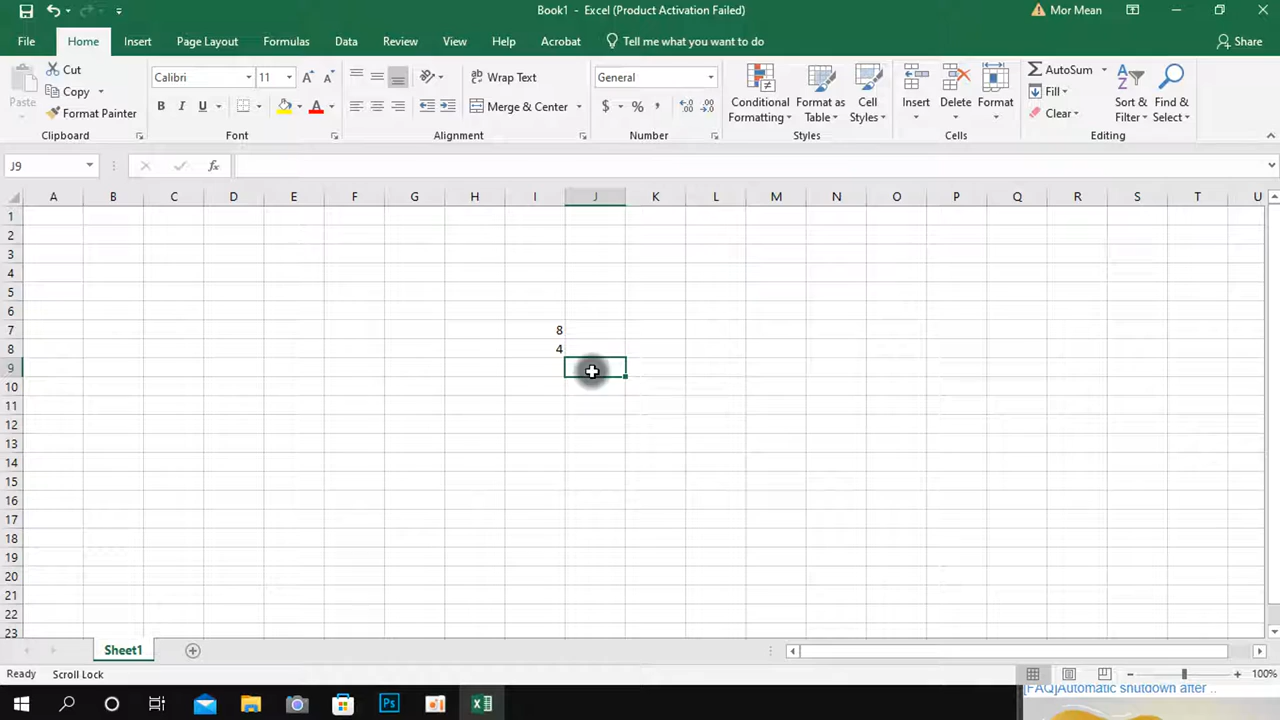 Book1 - Excel (Product Activation Failed)
Mor Mean
File Home Insert Page Layout Formulas Data Review View Help Acrobat Tell me what you want to do Share
Paste
Cut
Copy
Format Painter
Clipboard
Calibri 11
B I U
Font
Wrap Text
Merge & Center
Alignment
General
$ % ,
Number
Conditional Formatting
Format as Table
Cell Styles
Styles
Insert
Delete
Format
Cells
AutoSum
Fill
Clear
Sort & Filter
Find & Select
Editing
J9
fx
A B C D E F G H I J K L M N O P Q R S T U
1
2
3
4
5
6
7 8
8 4
9
10
11
12
13
14
15
16
17
18
19
20
21
22
23
Sheet1
Ready Scroll Lock 100%
[FAQ]Automatic shutdown after ..
Ps